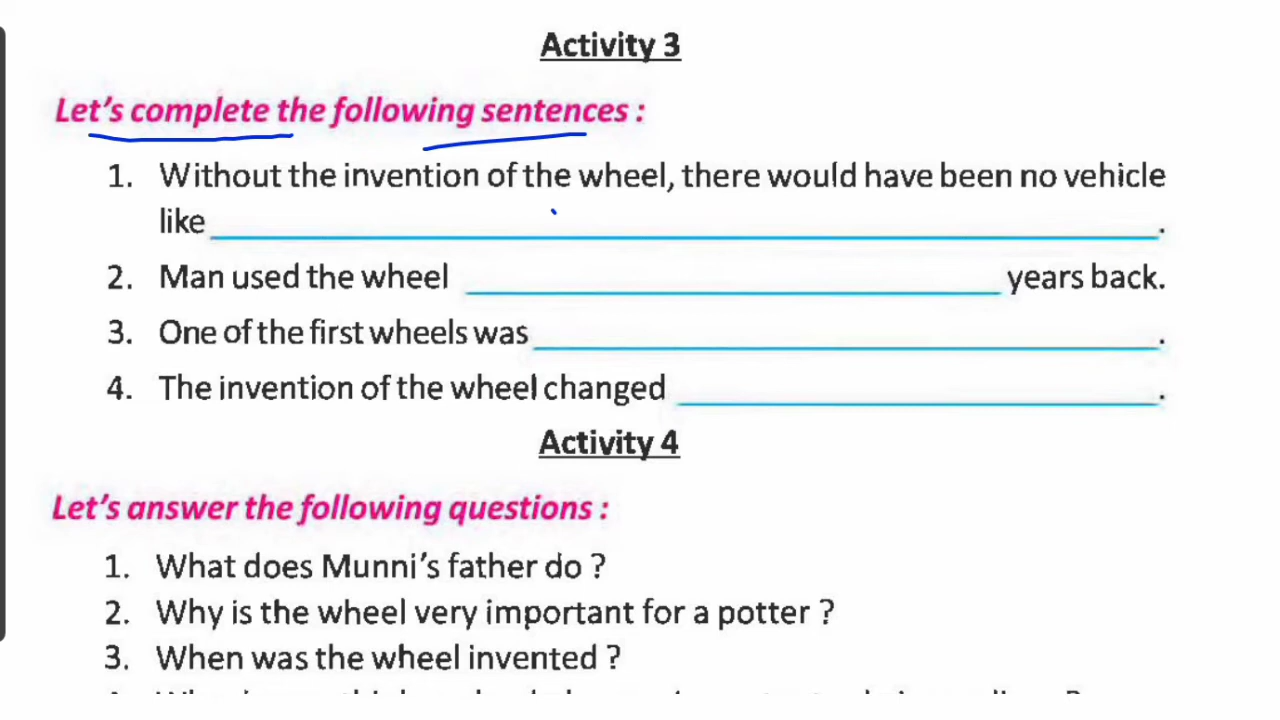 Activity 3
Let's complete the following sentences :
1. Without the invention of the wheel, there would have been no vehicle
like .
2. Man used the wheel years back.
3. One of the first wheels was .
4. The invention of the wheel changed .
Activity 4
Let's answer the following questions :
1. What does Munni's father do ?
2. Why is the wheel very important for a potter ?
3. When was the wheel invented ?